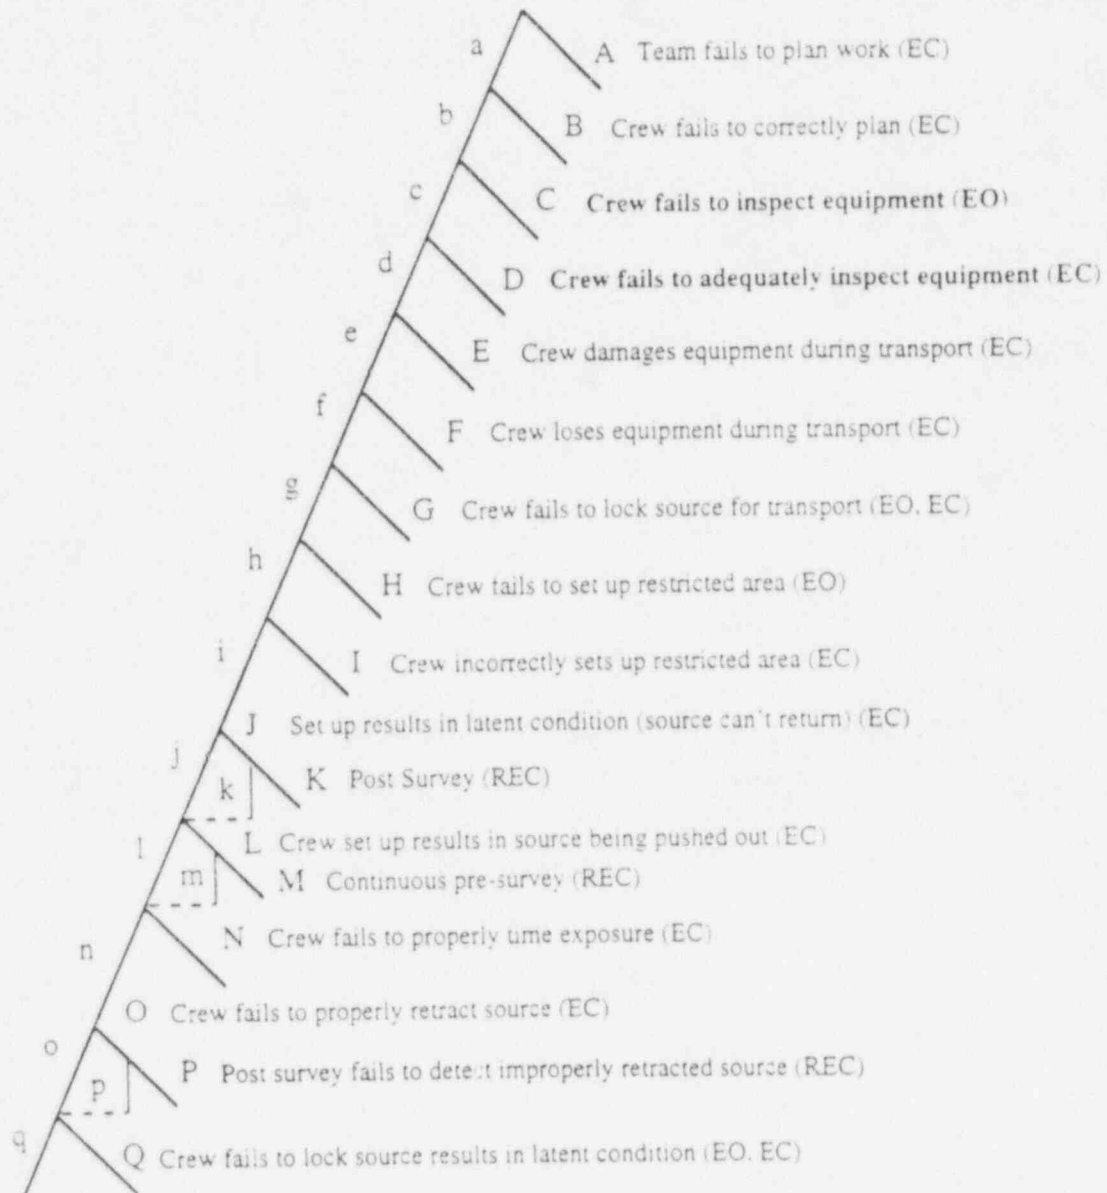 a
A Team fails to plan work (EC)
b
B Crew fails to correctly plan (EC)
c
C Crew fails to inspect equipment (EO)
d
D Crew fails to adequately inspect equipment (EC)
e
E Crew damages equipment during transport (EC)
f
F Crew loses equipment during transport (EC)
g
G Crew fails to lock source for transport (EO, EC)
h
H Crew fails to set up restricted area (EO)
i
I Crew incorrectly sets up restricted area (EC)
J Set up results in latent condition (source can't return) (EC)
j
k
K Post Survey (REC)
l
L Crew set up results in source being pushed out (EC)
m
M Continuous pre-survey (REC)
N Crew fails to properly time exposure (EC)
n
O Crew fails to properly retract source (EC)
o
P Post survey fails to detect improperly retracted source (REC)
p
q
Q Crew fails to lock source results in latent condition (EO, EC)